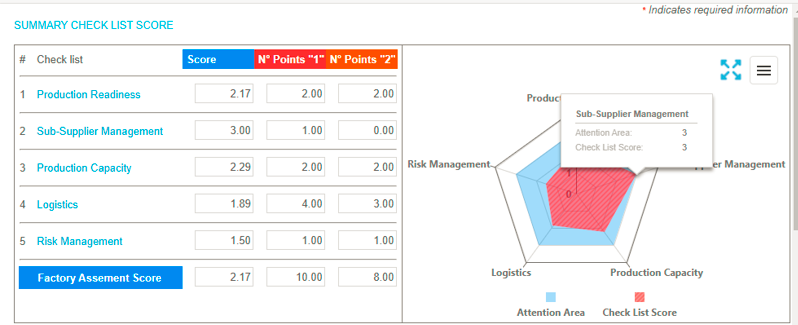 * Indicates required information
SUMMARY CHECK LIST SCORE
# Check list Score Nº Points "1" Nº Points "2"
1 Production Readiness 2.17 2.00 2.00
2 Sub-Supplier Management 3.00 1.00 0.00
3 Production Capacity 2.29 2.00 2.00
4 Logistics 1.89 4.00 3.00
5 Risk Management 1.50 1.00 1.00
Factory Assement Score 2.17 10.00 8.00
Sub-Supplier Management
Attention Area: 3
Check List Score: 3
Risk Management
Management
1
0
Logistics
Production Capacity
Attention Area
Check List Score